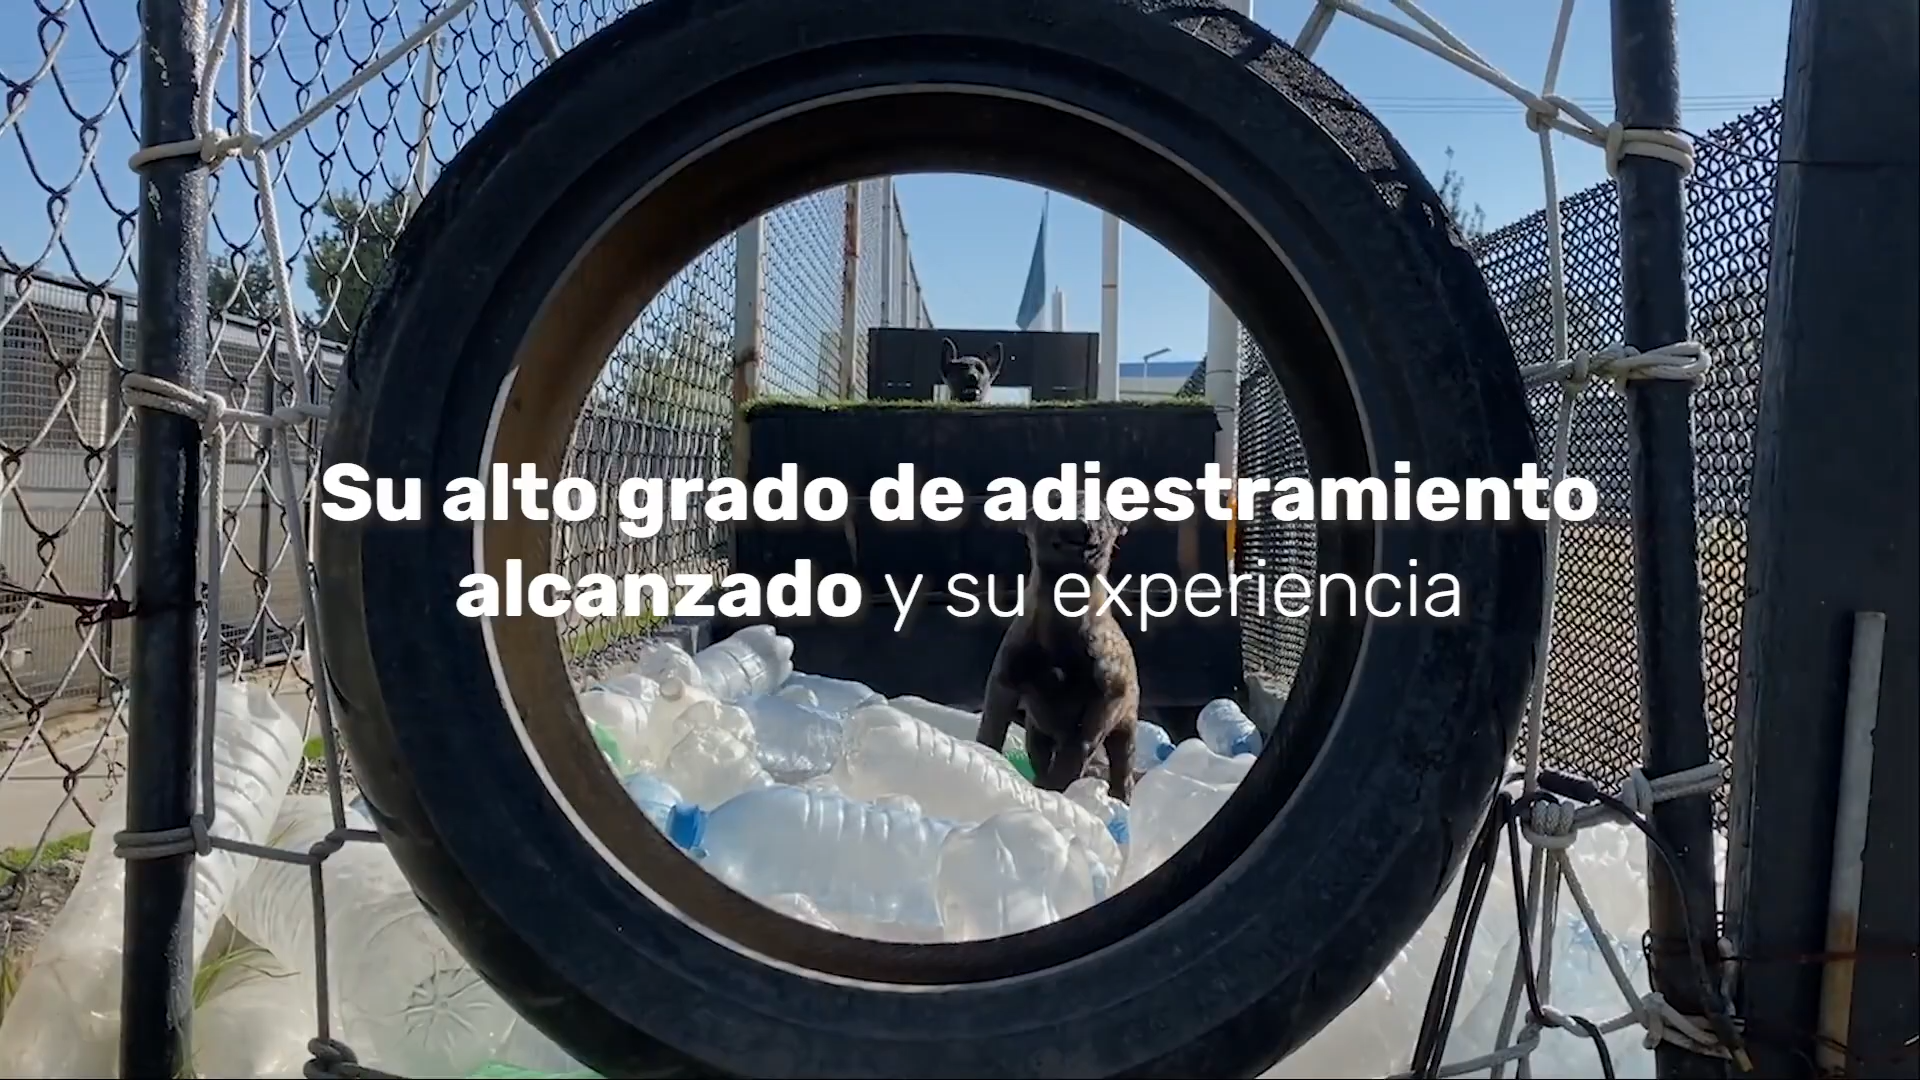 Su alto grado de adiestramiento
alcanzado y su experiencia